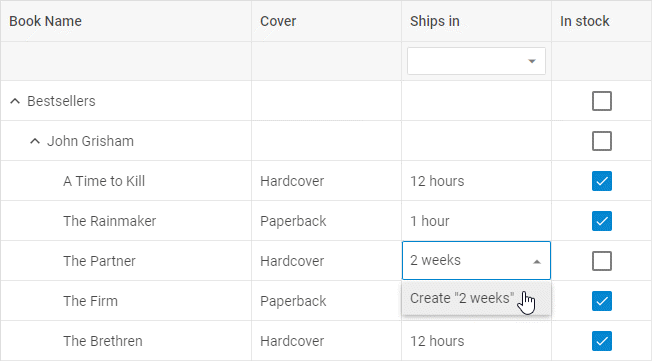 Book Name Cover Ships in In stock
Bestsellers
John Grisham
A Time to Kill Hardcover 12 hours
The Rainmaker Paperback 1 hour
The Partner Hardcover 2 weeks
The Firm Paperback Create "2 weeks"
The Brethren Hardcover 12 hours